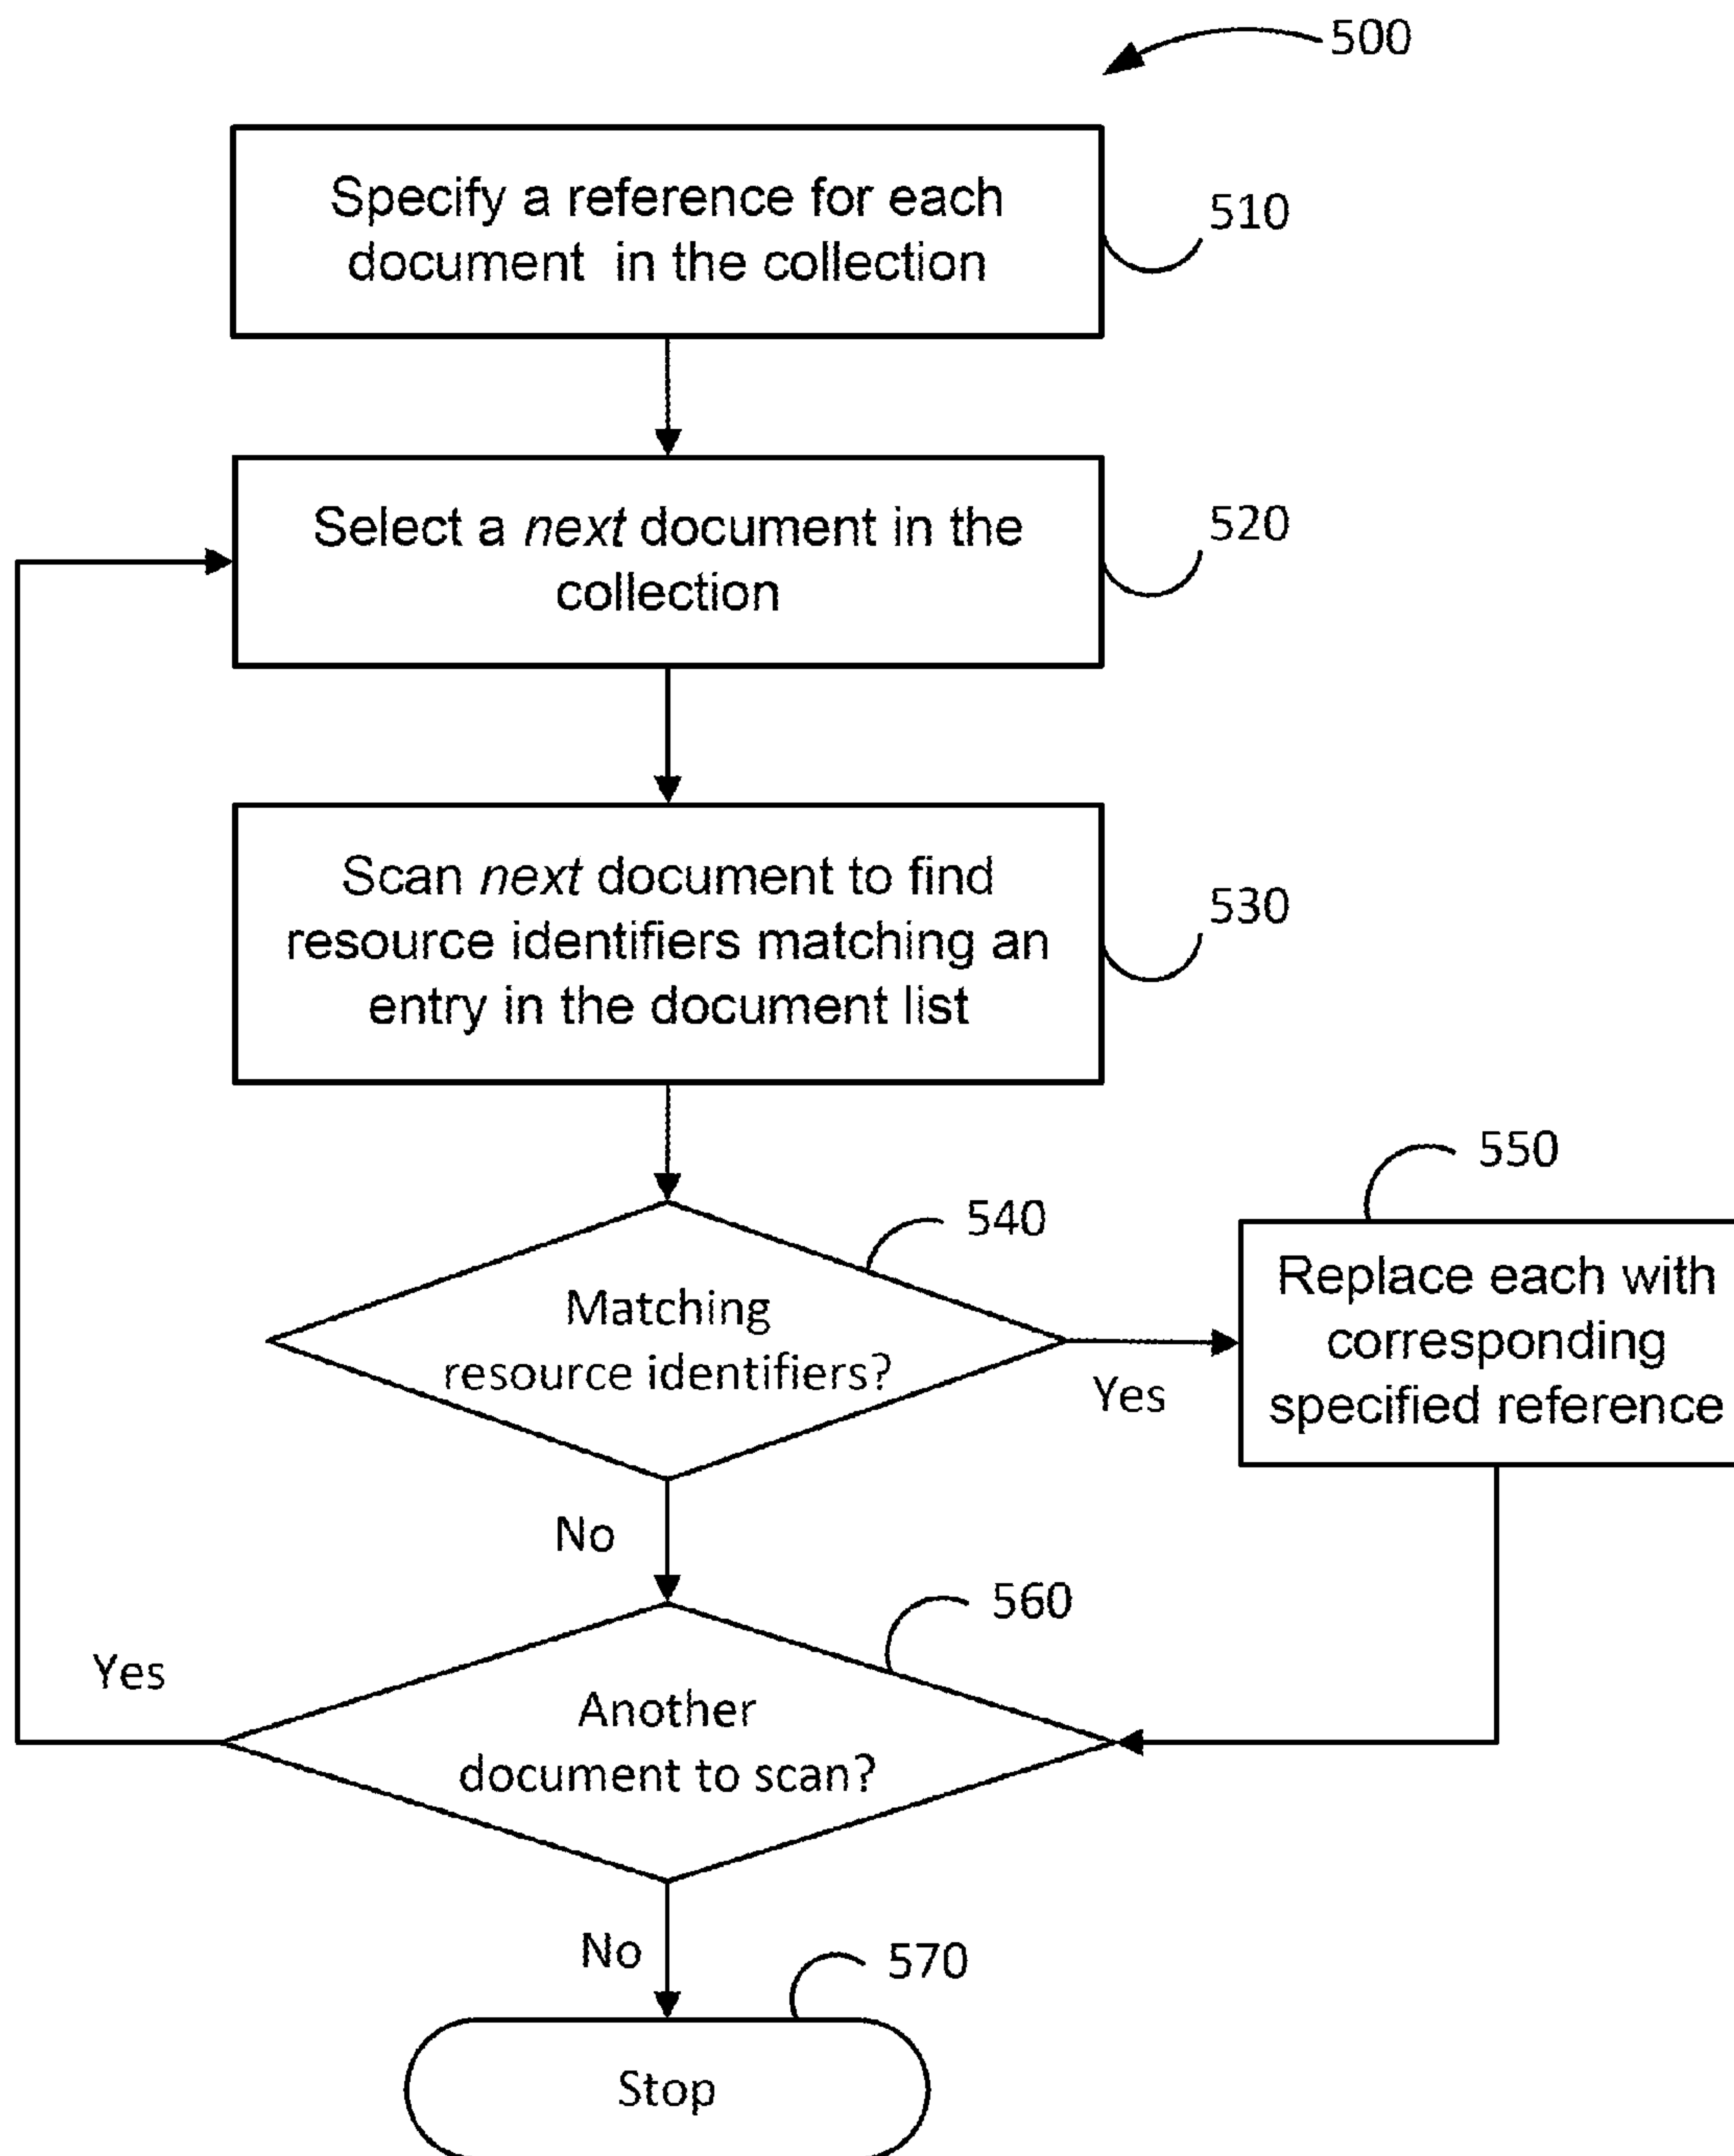 500
Specify a reference for each
document in the collection
510
Select a next document in the
collection
520
Scan next document to find
resource identifiers matching an
entry in the document list
530
540
Matching
resource identifiers?
Yes
550
Replace each with
corresponding
specified reference
No
560
Another
document to scan?
Yes
No
570
Stop